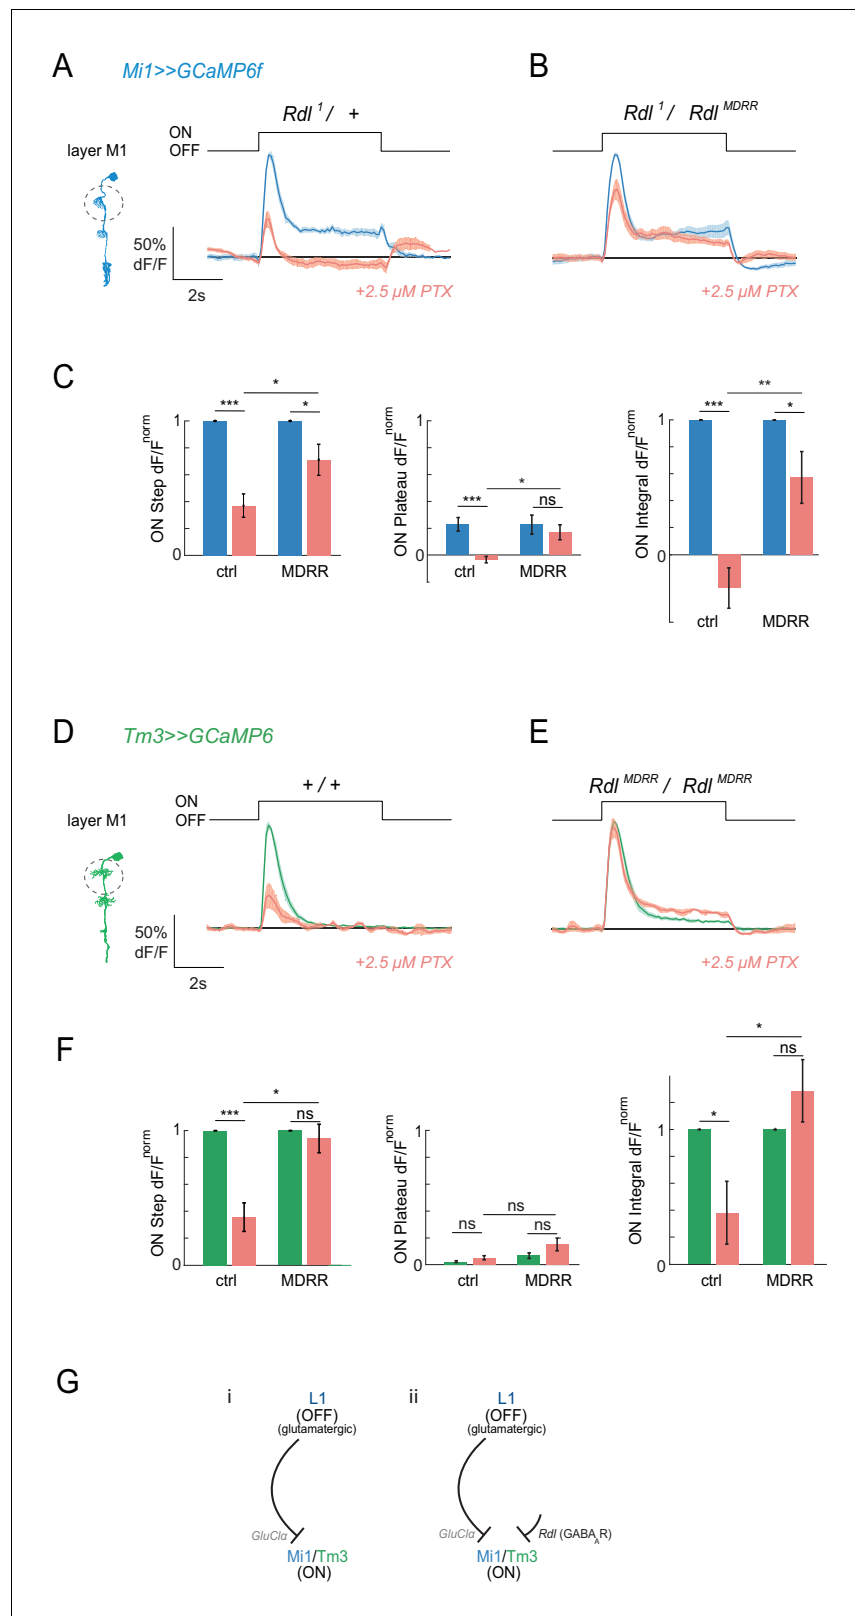 A
Mi1>>GCaMP6f
B
Rdl 1 / +
Rdl 1 / Rdl MDRR
ON
OFF
layer M1
50%
dF/F
2s
+2.5 µM PTX
+2.5 µM PTX
C
ON Step dF/F norm
1
0
***
*
*
ctrl
MDRR
ON Plateau dF/F norm
1
0
***
*
ns
ctrl
MDRR
ON Integral dF/F norm
1
0
***
**
*
ctrl
MDRR
D
Tm3>>GCaMP6
E
+ / +
Rdl MDRR / Rdl MDRR
ON
OFF
layer M1
50%
dF/F
2s
+2.5 µM PTX
+2.5 µM PTX
F
ON Step dF/F norm
1
0
***
*
ns
ctrl
MDRR
ON Plateau dF/F norm
1
0
ns
ns
ns
ctrl
MDRR
ON Integral dF/F norm
1
0
*
*
ns
ctrl
MDRR
G
i
L1
(OFF)
(glutamatergic)
GluClα
Mi1/Tm3
(ON)
ii
L1
(OFF)
(glutamatergic)
GluClα
Rdl (GABAAR)
Mi1/Tm3
(ON)